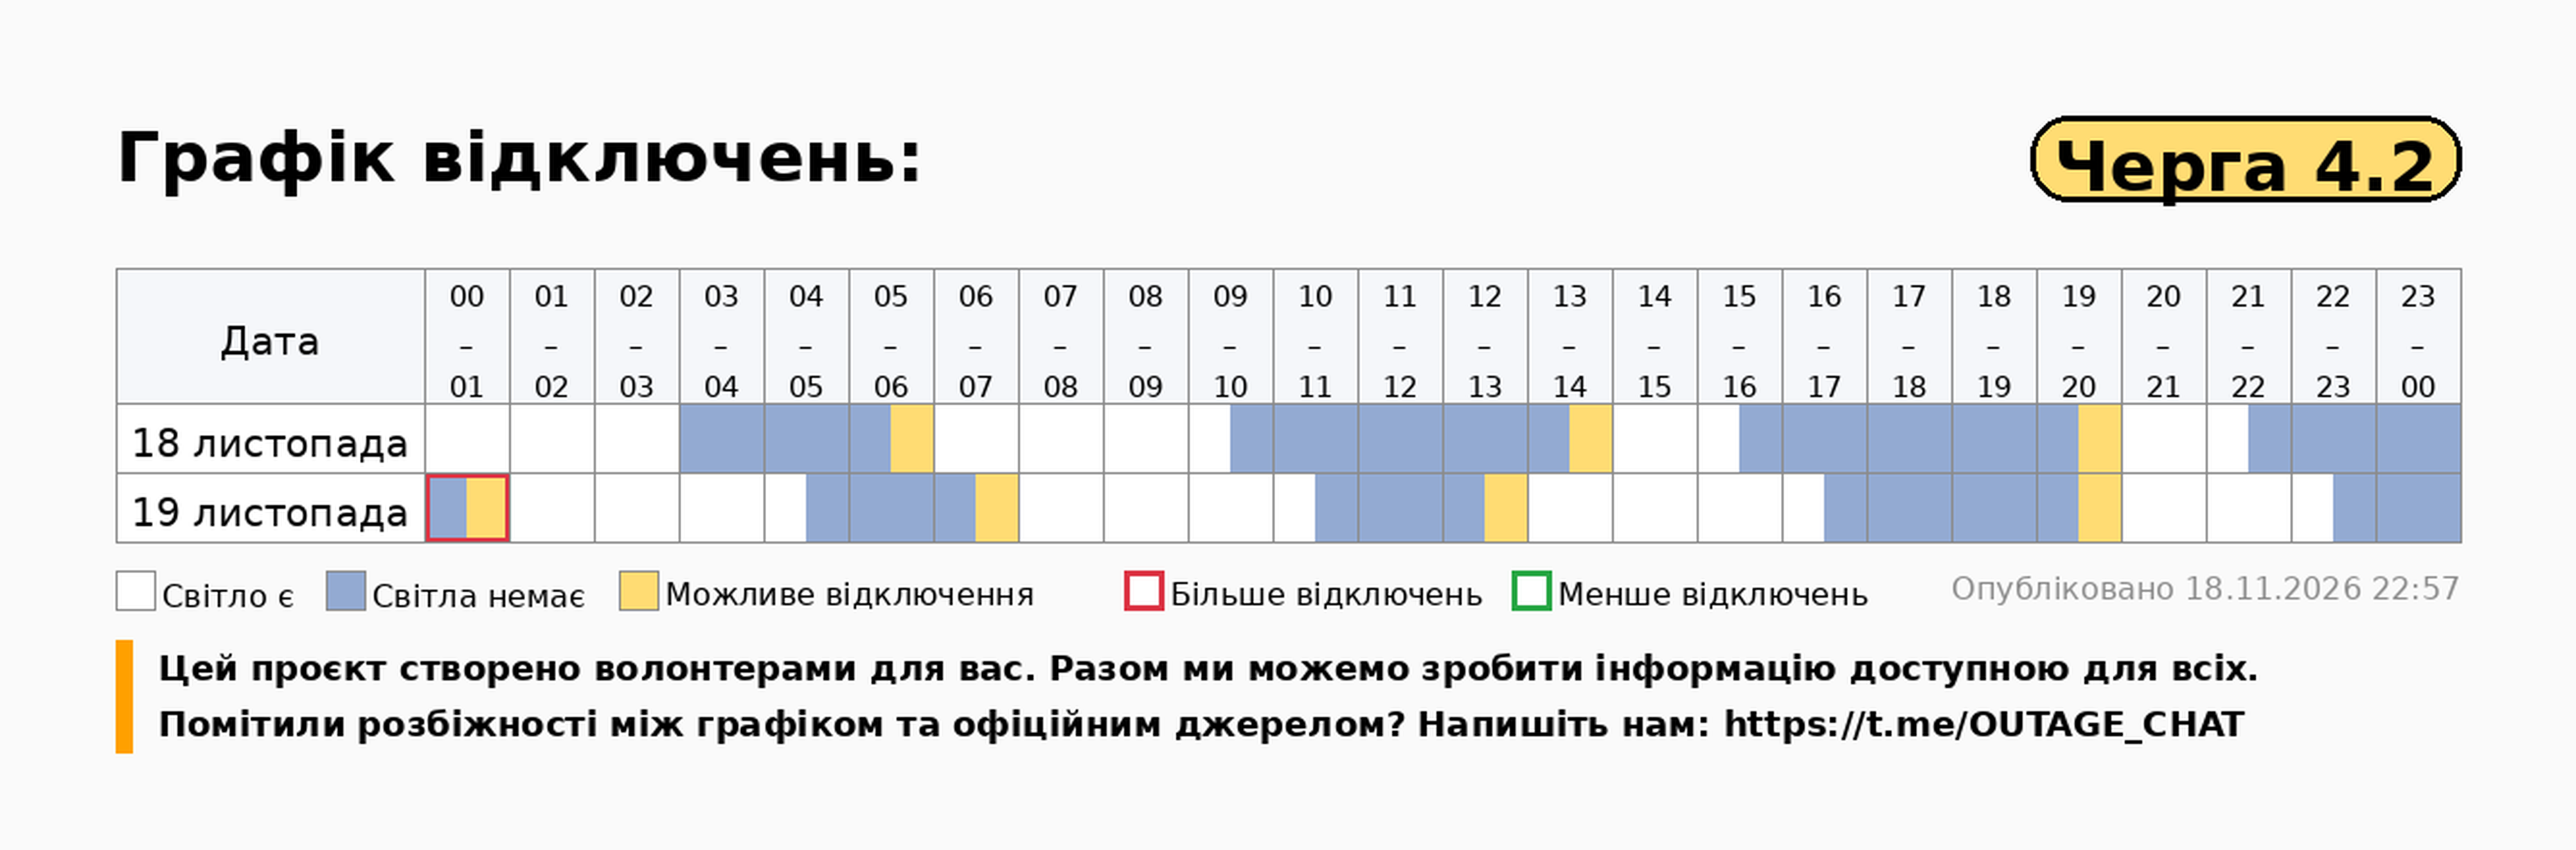 Графік відключень:
Черга 4.2
Дата
00 – 01
01 – 02
02 – 03
03 – 04
04 – 05
05 – 06
06 – 07
07 – 08
08 – 09
09 – 10
10 – 11
11 – 12
12 – 13
13 – 14
14 – 15
15 – 16
16 – 17
17 – 18
18 – 19
19 – 20
20 – 21
21 – 22
22 – 23
23 – 00
18 листопада
19 листопада
Світло є
Світла немає
Можливе відключення
Більше відключень
Менше відключень
Опубліковано 18.11.2026 22:57
Цей проєкт створено волонтерами для вас. Разом ми можемо зробити інформацію доступною для всіх.
Помітили розбіжності між графіком та офіційним джерелом? Напишіть нам: https://t.me/OUTAGE_CHAT